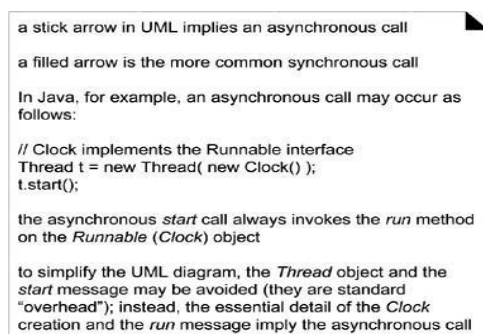 a stick arrow in UML implies an asynchronous call
a filled arrow is the more common synchronous call
In Java, for example, an asynchronous call may occur as
follows:
// Clock implements the Runnable interface
Thread t = new Thread( new Clock() );
t.start();
the asynchronous start call always invokes the run method
on the Runnable (Clock) object
to simplify the UML diagram, the Thread object and the
start message may be avoided (they are standard
“overhead”); instead, the essential detail of the Clock
creation and the run message imply the asynchronous call